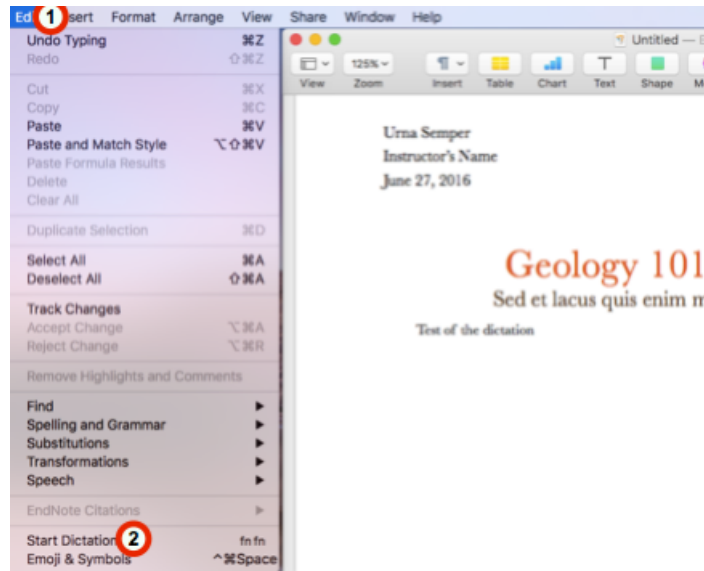 Edit Insert Format Arrange View Share Window Help
1
Undo Typing ⌘Z
Redo ⇧⌘Z
Cut ⌘X
Copy ⌘C
Paste ⌘V
Paste and Match Style ⌥⇧⌘V
Paste Formula Results
Delete
Clear All
Duplicate Selection ⌘D
Select All ⌘A
Deselect All ⇧⌘A
Track Changes
Accept Change ⌥⌘A
Reject Change ⌥⌘R
Remove Highlights and Comments
Find
Spelling and Grammar
Substitutions
Transformations
Speech
EndNote Citations
Start Dictation 2 fn fn
Emoji & Symbols ^⌘Space
Untitled —
125%
View Zoom Insert Table Chart Text Shape
Urna Semper
Instructor's Name
June 27, 2016
Geology 101
Sed et lacus quis enim
Test of the dictation